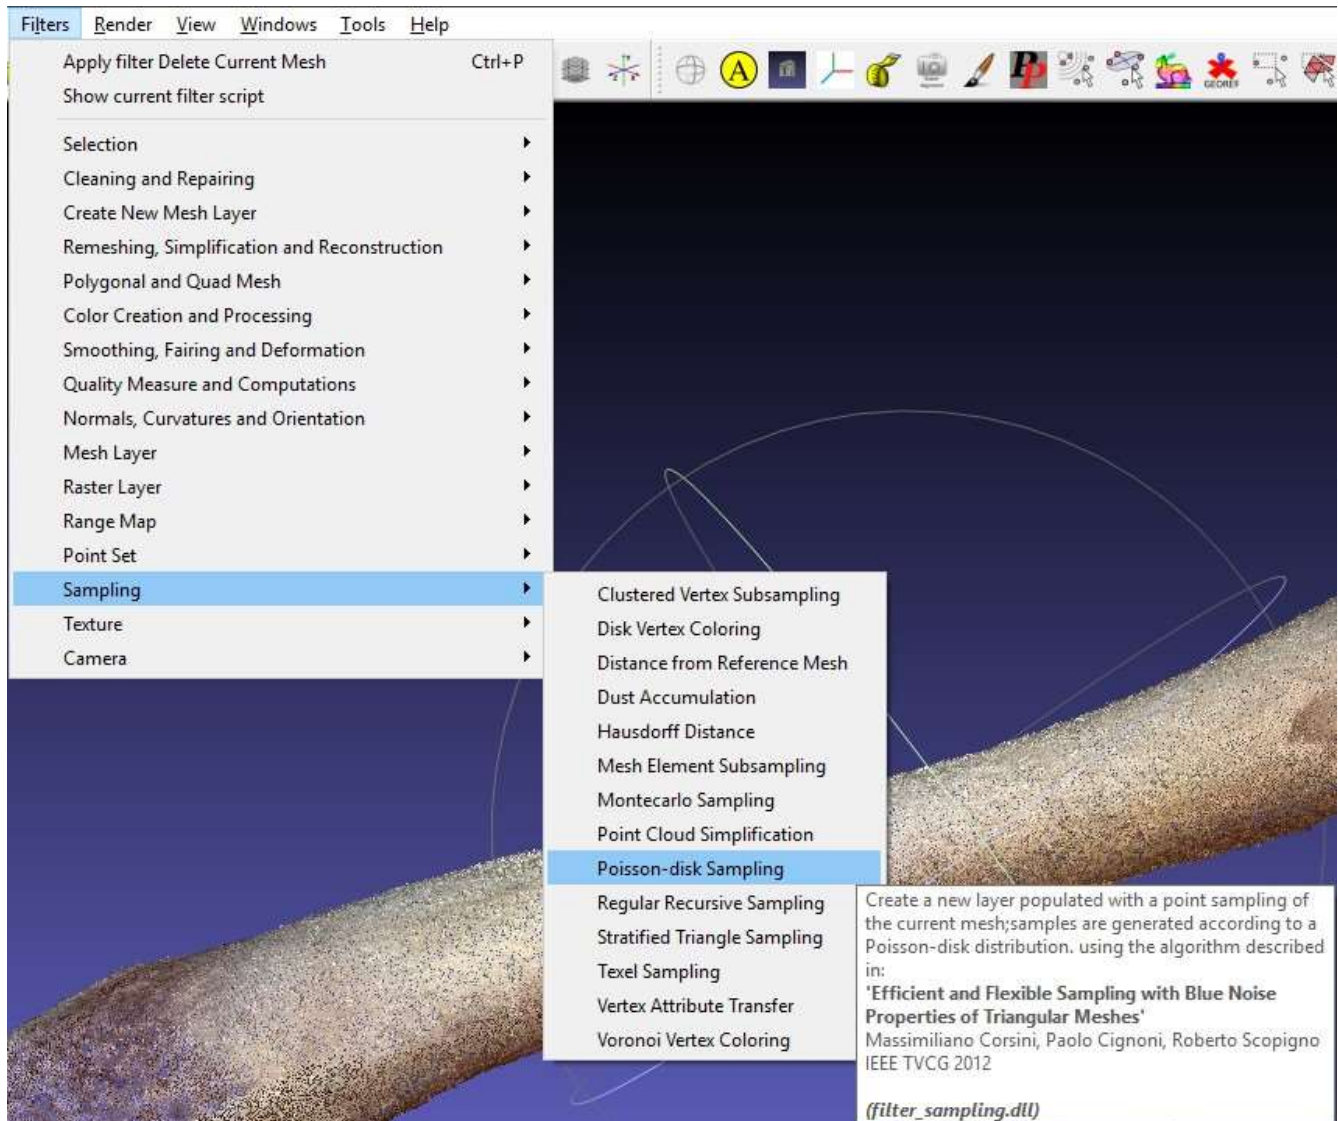 Filters Render View Windows Tools Help
Apply filter Delete Current Mesh Ctrl+P
Show current filter script
A
Pp
GEOREF
Selection
Cleaning and Repairing
Create New Mesh Layer
Remeshing, Simplification and Reconstruction
Polygonal and Quad Mesh
Color Creation and Processing
Smoothing, Fairing and Deformation
Quality Measure and Computations
Normals, Curvatures and Orientation
Mesh Layer
Raster Layer
Range Map
Point Set
Sampling
Texture
Camera
Clustered Vertex Subsampling
Disk Vertex Coloring
Distance from Reference Mesh
Dust Accumulation
Hausdorff Distance
Mesh Element Subsampling
Montecarlo Sampling
Point Cloud Simplification
Poisson-disk Sampling
Regular Recursive Sampling
Stratified Triangle Sampling
Texel Sampling
Vertex Attribute Transfer
Voronoi Vertex Coloring
Create a new layer populated with a point sampling of
the current mesh;samples are generated according to a
Poisson-disk distribution. using the algorithm described
in:
'Efficient and Flexible Sampling with Blue Noise
Properties of Triangular Meshes'
Massimiliano Corsini, Paolo Cignoni, Roberto Scopigno
IEEE TVCG 2012
(filter_sampling.dll)